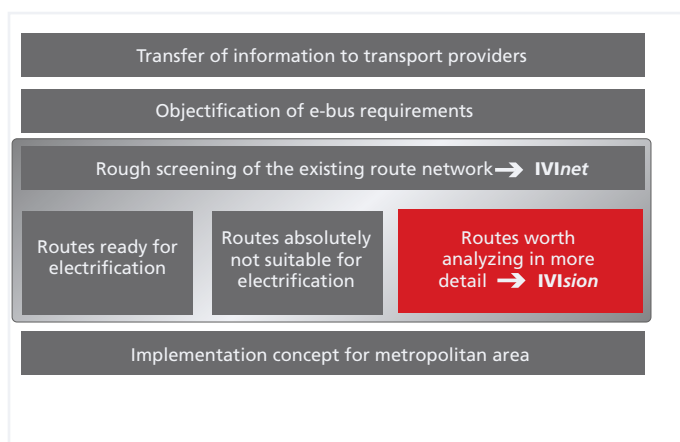 Transfer of information to transport providers
Objectification of e-bus requirements
Rough screening of the existing route network➔ IVInet
Routes ready for
electrification
Routes absolutely
not suitable for
electrification
Routes worth
analyzing in more
detail ➔ IVIsion
Implementation concept for metropolitan area